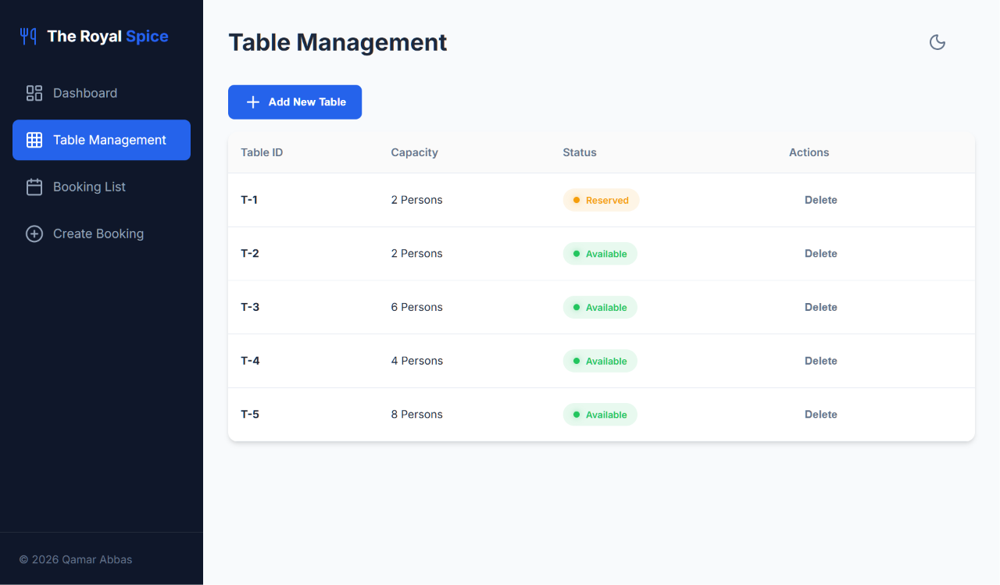 The Royal Spice
Dashboard
Table Management
Booking List
Create Booking
© 2026 Qamar Abbas
Table Management
Add New Table
Table ID Capacity Status Actions
T-1 2 Persons Reserved Delete
T-2 2 Persons Available Delete
T-3 6 Persons Available Delete
T-4 4 Persons Available Delete
T-5 8 Persons Available Delete